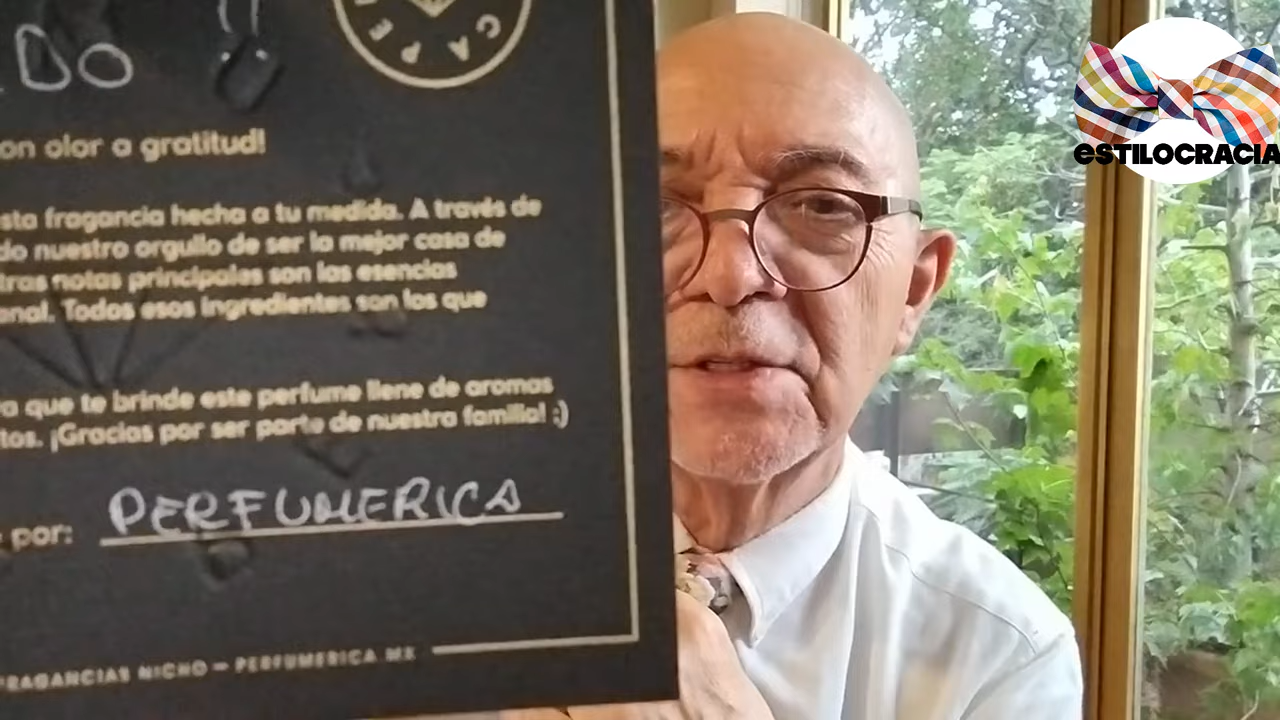 CAPEA
DO
on olor a gratitud!
sta fragancia hecha a tu medida. A través de
do nuestro orgullo de ser la mejor casa de
tras notas principales son las esencias
anal. Todos esos ingredientes son los que
a que te brinde este perfume llene de aromas
tos. ¡Gracias por ser parte de nuestra familia! :)
por: PERFUMERICA
FRAGANCIAS NICHO — PERFUMERICA MX
eSTILOCRACIA